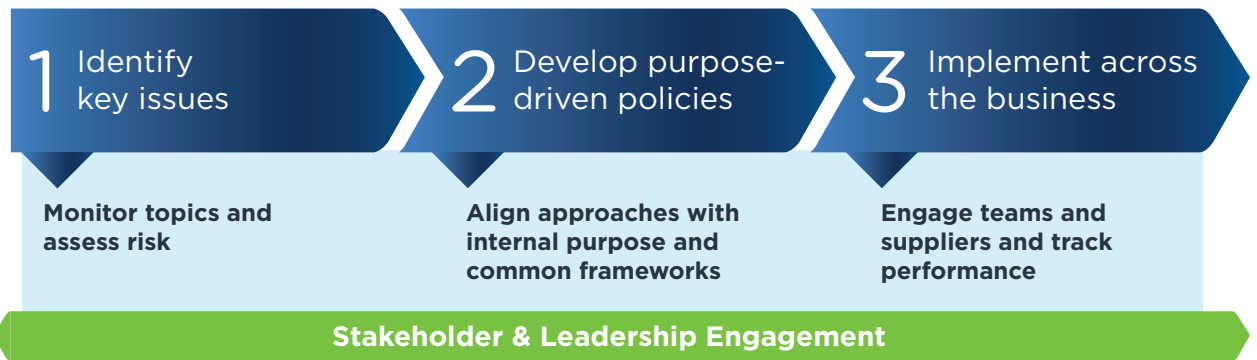 1 Identify
key issues
2 Develop purpose-
driven policies
3 Implement across
the business
Monitor topics and
assess risk
Align approaches with
internal purpose and
common frameworks
Engage teams and
suppliers and track
performance
Stakeholder & Leadership Engagement